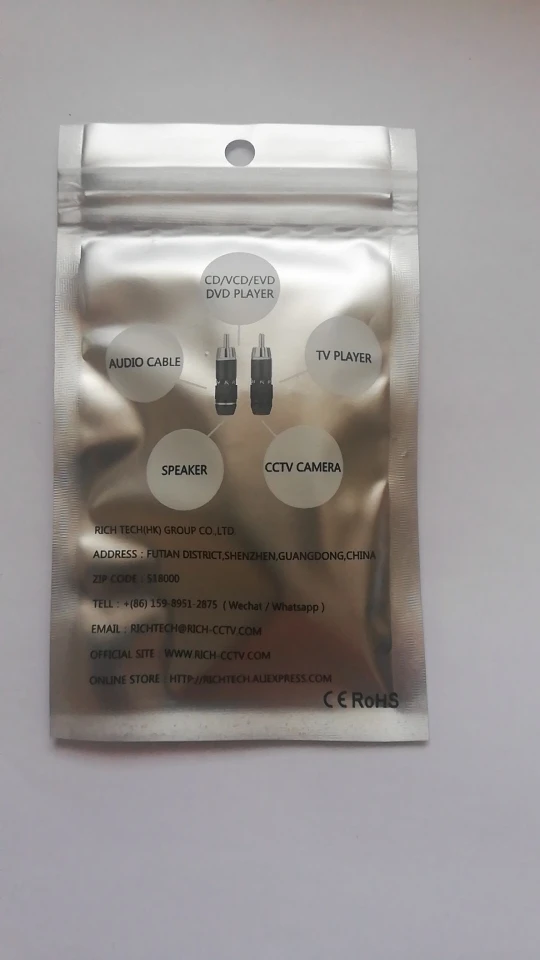 CD/VCD/EVD
DVD PLAYER
AUDIO CABLE
TV PLAYER
SPEAKER
CCTV CAMERA
RICH TECH(HK) GROUP CO.,LTD.
ADDRESS : FUTIAN DISTRICT,SHENZHEN,GUANGDONG,CHINA
ZIP CODE : 518000
TELL : +(86) 159-8951-2875 ( Wechat / Whatsapp )
EMAIL : RICHTECH@RICH-CCTV.COM
OFFICIAL SITE : WWW.RICH-CCTV.COM
ONLINE STORE : HTTP://RICHTECH.ALIEXPRESS.COM
CE RoHS